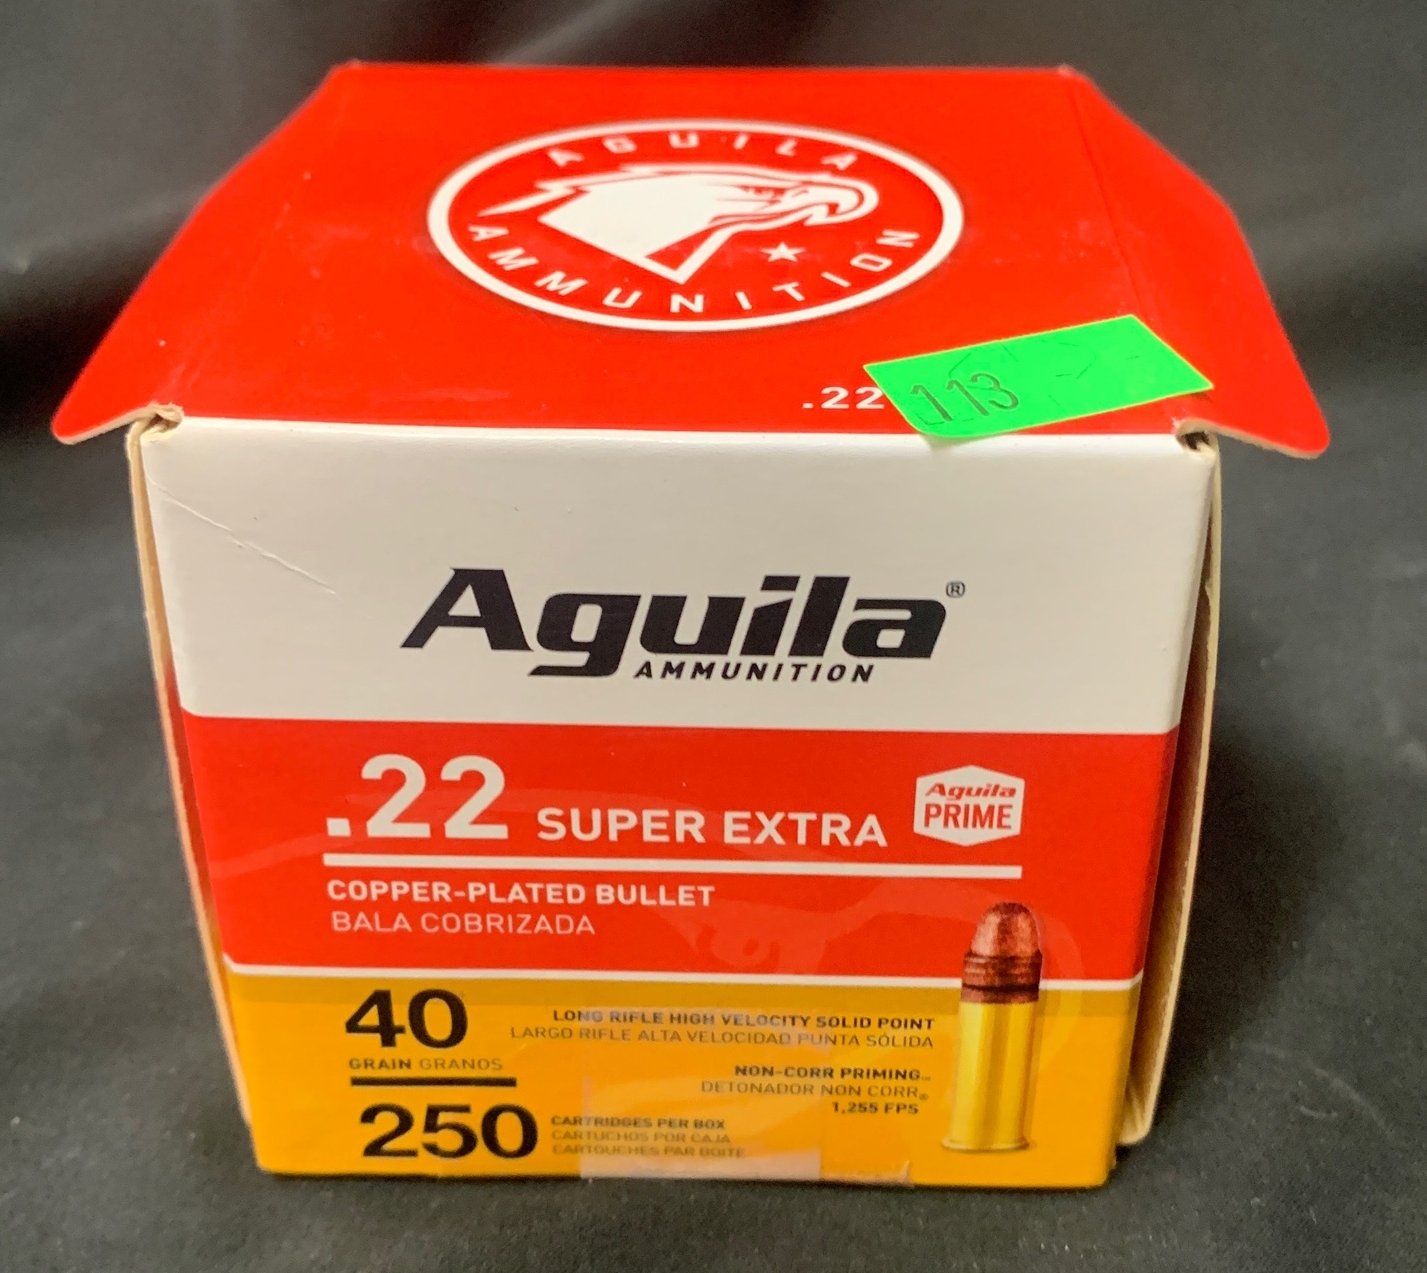 AGUILA
AMMUNITION
.22
113
Aguila®
AMMUNITION
.22 SUPER EXTRA
Aguila
PRIME
COPPER-PLATED BULLET
BALA COBRIZADA
40
GRAIN GRANOS
250
LONG RIFLE HIGH VELOCITY SOLID POINT
LARGO RIFLE ALTA VELOCIDAD PUNTA SÓLIDA
NON-CORR PRIMING™
DETONADOR NON CORR®
1,255 FPS
CARTRIDGES PER BOX
CARTUCHOS POR CAJA
CARTOUCHES PAR BOITE